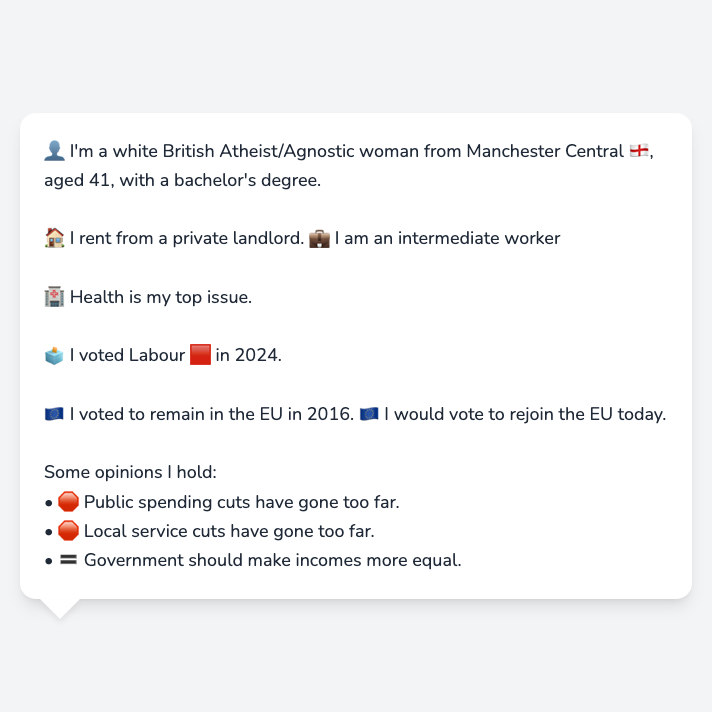 👤 I'm a white British Atheist/Agnostic woman from Manchester Central 🏴󠁧󠁢󠁥󠁮󠁧󠁿,
aged 41, with a bachelor's degree.
🏠 I rent from a private landlord. 💼 I am an intermediate worker
🏥 Health is my top issue.
🗳️ I voted Labour 🟥 in 2024.
🇪🇺 I voted to remain in the EU in 2016. 🇪🇺 I would vote to rejoin the EU today.
Some opinions I hold:
• 🛑 Public spending cuts have gone too far.
• 🛑 Local service cuts have gone too far.
• 🟰 Government should make incomes more equal.